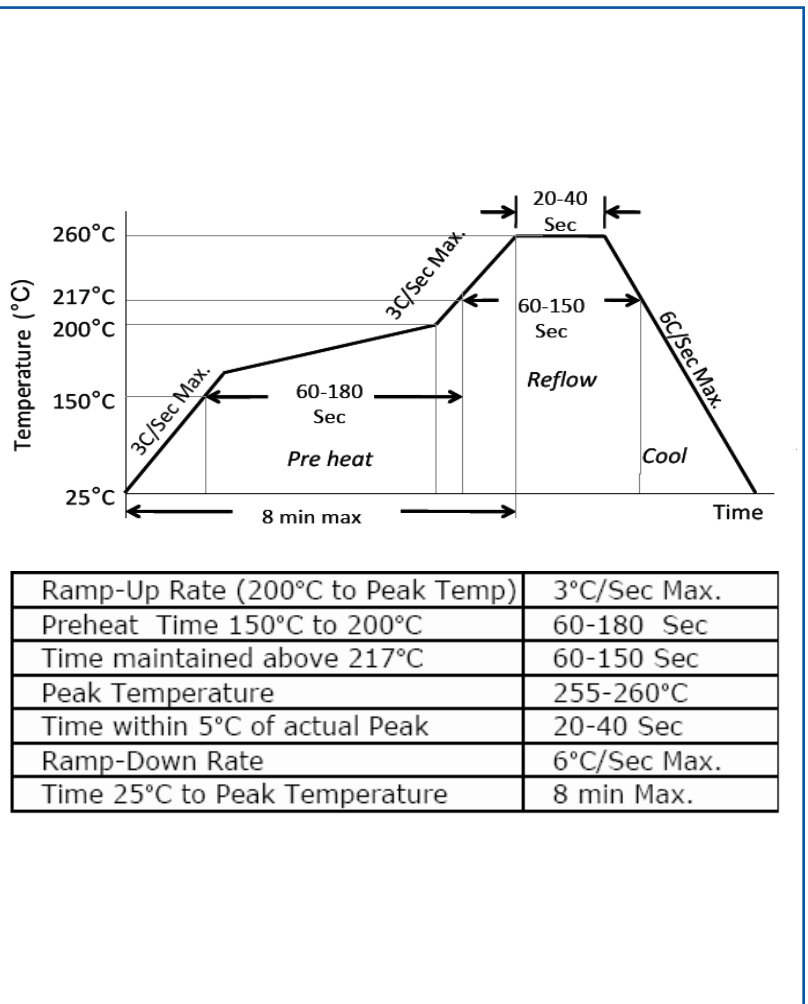 20-40
Sec
260°C
3C/Sec Max.
217°C
60-150
Sec
200°C
6C/Sec Max.
Temperature (°C)
Reflow
3C/Sec Max.
150°C
60-180
Sec
Pre heat
Cool
25°C
Time
8 min max
Ramp-Up Rate (200°C to Peak Temp) 3°C/Sec Max.
Preheat Time 150°C to 200°C 60-180 Sec
Time maintained above 217°C 60-150 Sec
Peak Temperature 255-260°C
Time within 5°C of actual Peak 20-40 Sec
Ramp-Down Rate 6°C/Sec Max.
Time 25°C to Peak Temperature 8 min Max.